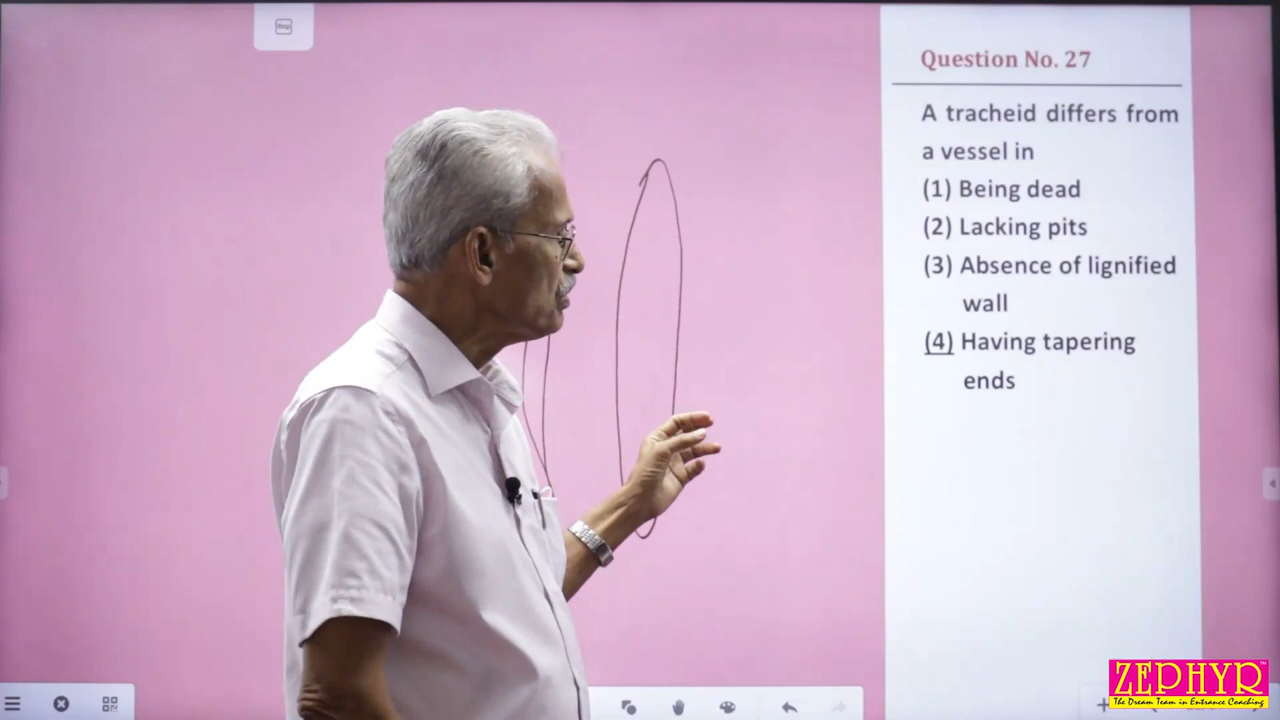 Question No. 27
A tracheid differs from
a vessel in
(1) Being dead
(2) Lacking pits
(3) Absence of lignified
wall
(4) Having tapering
ends
ZEPHYR™
The Dream Team in Entrance Coaching